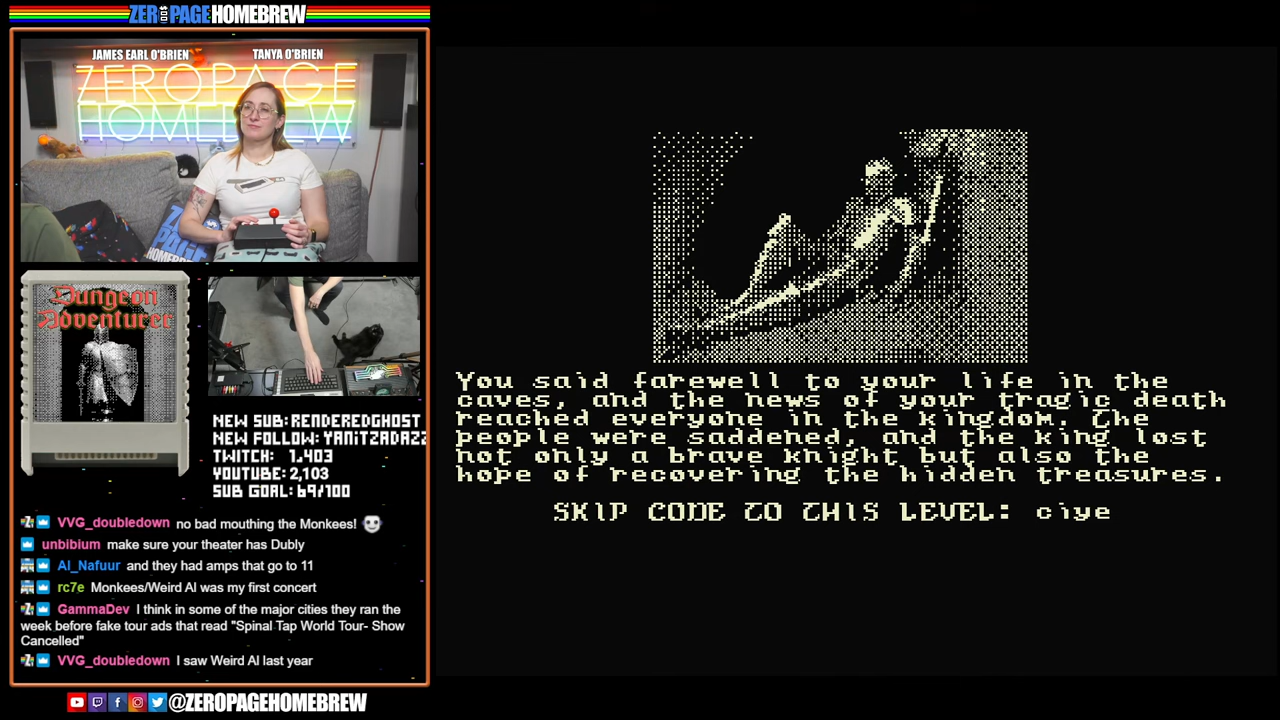 ZEROPAGE HOMEBREW
JAMES EARL O'BRIEN
TANYA O'BRIEN
ZEROPAGE
HOMEBREW
Dungeon
Adventurer
NEW SUB: RENDEREDGHOST
NEW FOLLOW: YANITZADAZZ
TWITCH: 1,403
YOUTUBE: 2,103
SUB GOAL: 69/100
VVG_doubledown no bad mouthing the Monkees!
unbibium make sure your theater has Dubly
Al_Nafuur and they had amps that go to 11
rc7e Monkees/Weird Al was my first concert
GammaDev I think in some of the major cities they ran the
week before fake tour ads that read "Spinal Tap World Tour- Show
Cancelled"
VVG_doubledown I saw Weird Al last year
@ZEROPAGEHOMEBREW
You said farewell to your life in the
caves, and the news of your tragic death
reached everyone in the kingdom. The
people were saddened, and the king lost
not only a brave knight but also the
hope of recovering the hidden treasures.
SKIP CODE TO THIS LEVEL: ciye